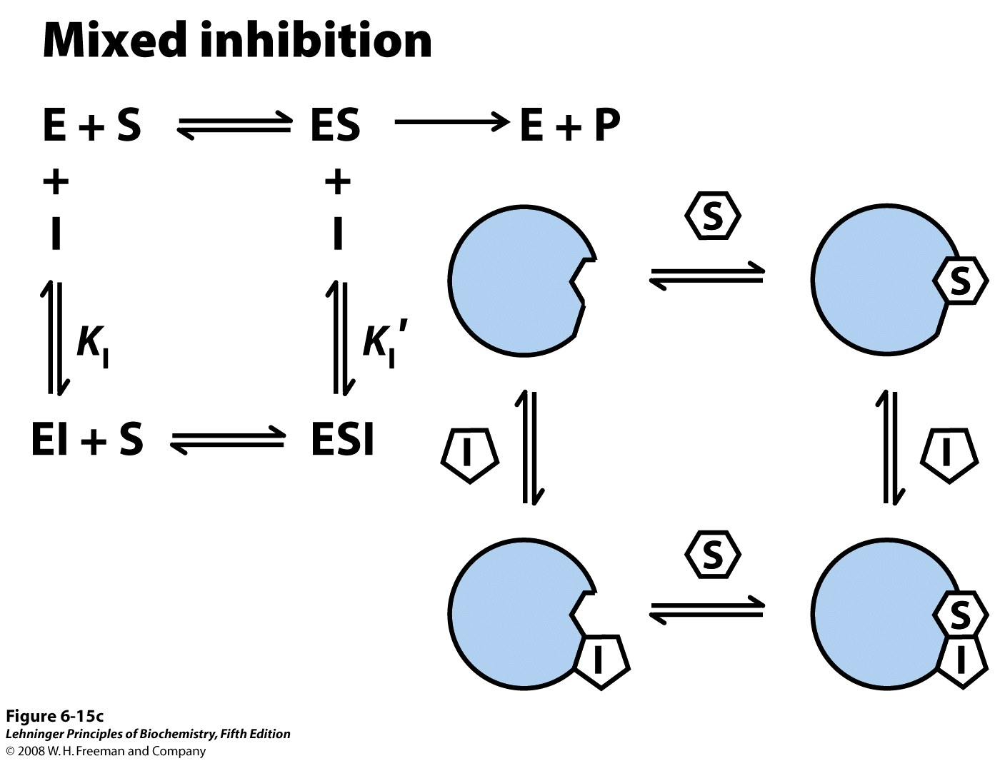 Mixed inhibition
E + S ⇌ ES → E + P
+ +
I I
K_I K_I′
EI + S ⇌ ESI
S
S
I I
S
S
I I
Figure 6-15c
Lehninger Principles of Biochemistry, Fifth Edition
© 2008 W. H. Freeman and Company